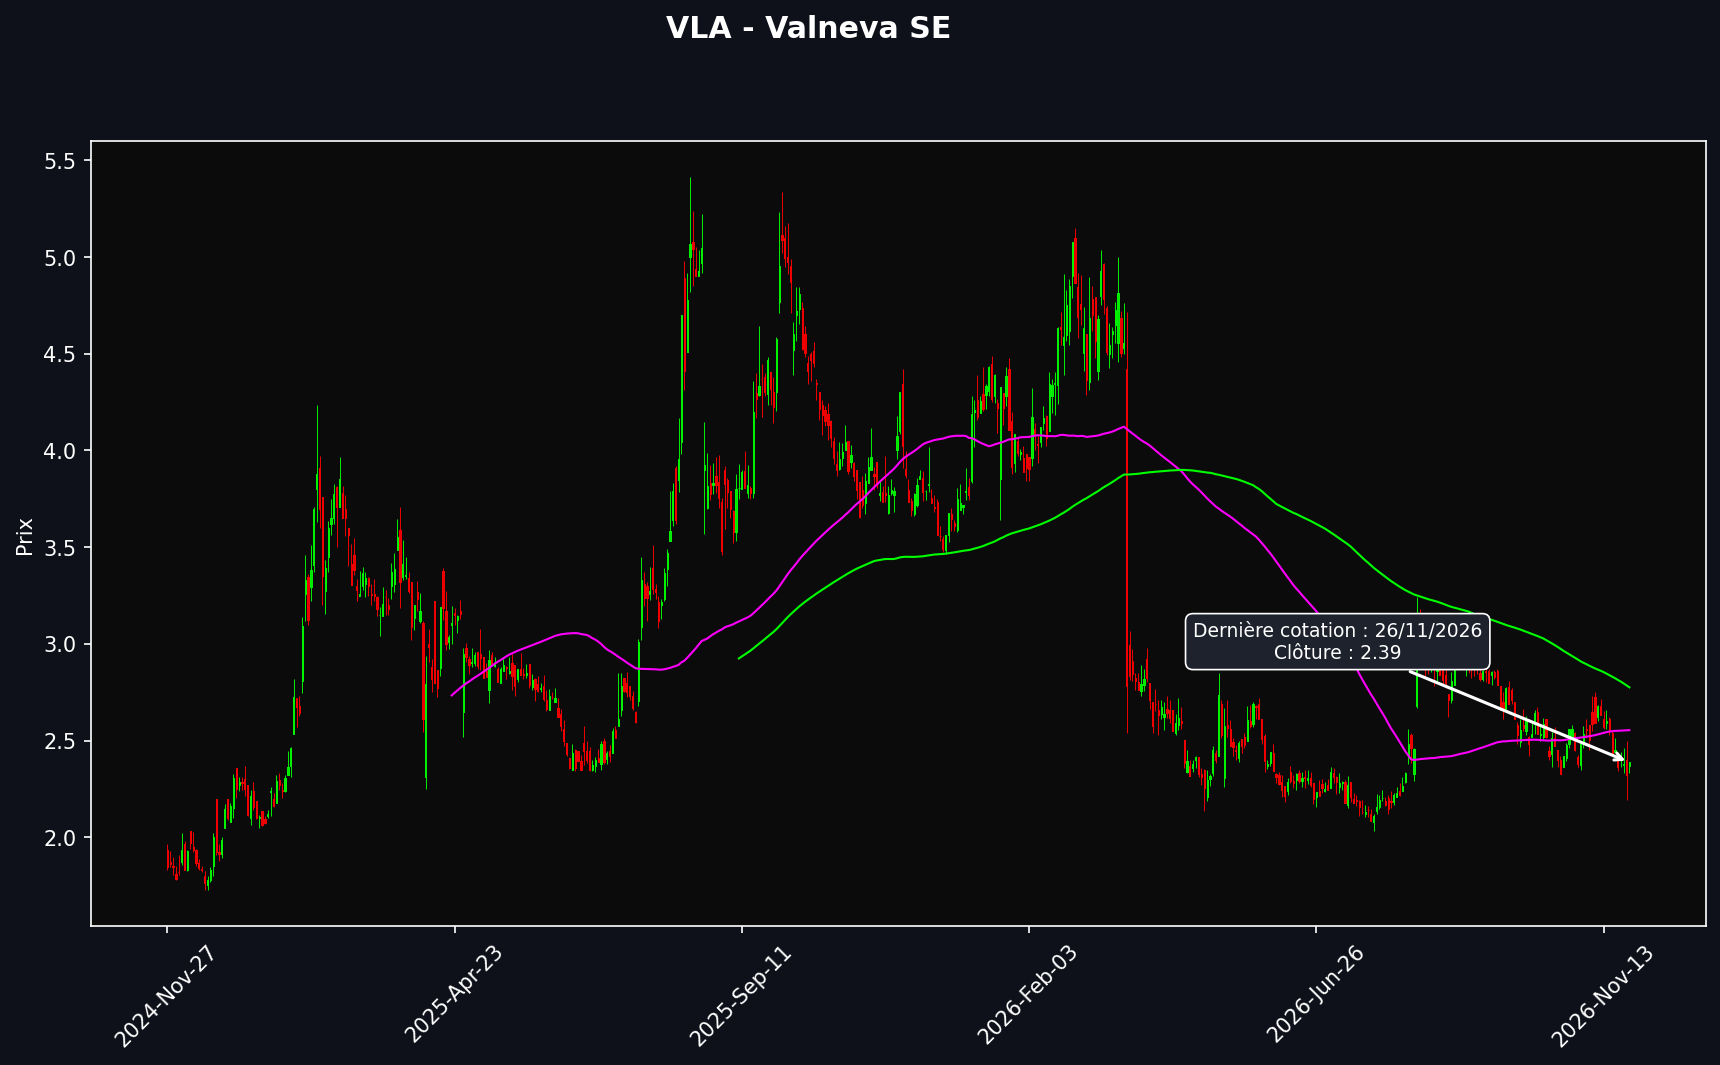 VLA - Valneva SE
Prix
5.5
5.0
4.5
4.0
3.5
3.0
2.5
2.0
Dernière cotation : 26/11/2026
Clôture : 2.39
2024-Nov-27
2025-Apr-23
2025-Sep-11
2026-Feb-03
2026-Jun-26
2026-Nov-13